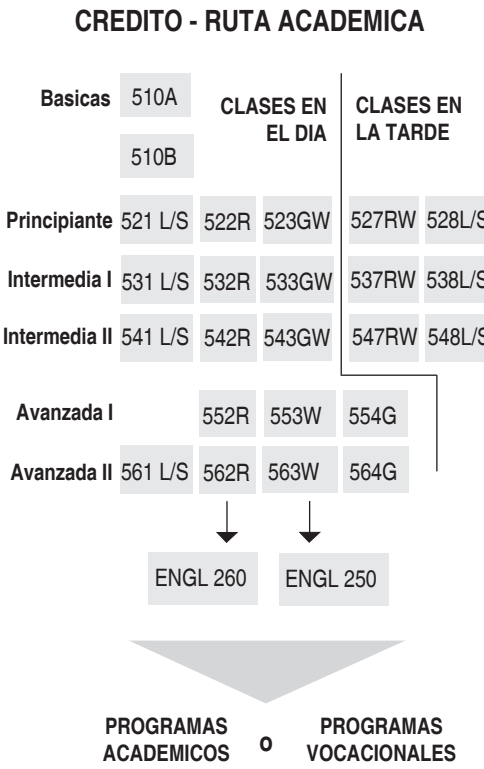 CREDITO - RUTA ACADEMICA
Basicas 510A
510B
CLASES EN
EL DIA
CLASES EN
LA TARDE
Principiante 521 L/S 522R 523GW 527RW 528L/S
Intermedia I 531 L/S 532R 533GW 537RW 538L/S
Intermedia II 541 L/S 542R 543GW 547RW 548L/S
Avanzada I 552R 553W 554G
Avanzada II 561 L/S 562R 563W 564G
ENGL 260 ENGL 250
PROGRAMAS
ACADEMICOS
o
PROGRAMAS
VOCACIONALES